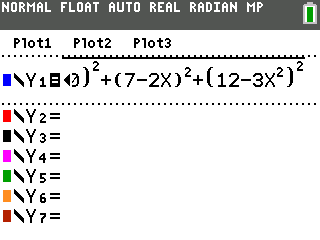 NORMAL FLOAT AUTO REAL RADIAN MP
Plot1 Plot2 Plot3
\Y₁=◀0)²+(7-2X)²+(12-3X²)²
\Y₂=
\Y₃=
\Y₄=
\Y₅=
\Y₆=
\Y₇=